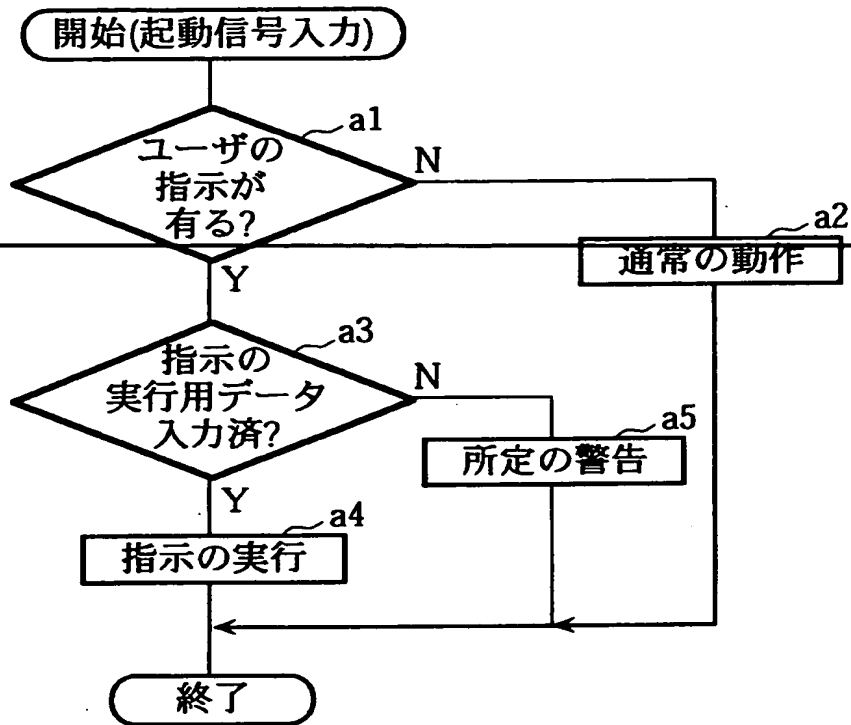 開始(起動信号入力)
a1
ユーザの
指示が
有る?
N
a2
通常の動作
Y
a3
指示の
実行用データ
入力済?
N
a5
所定の警告
Y
a4
指示の実行
終了